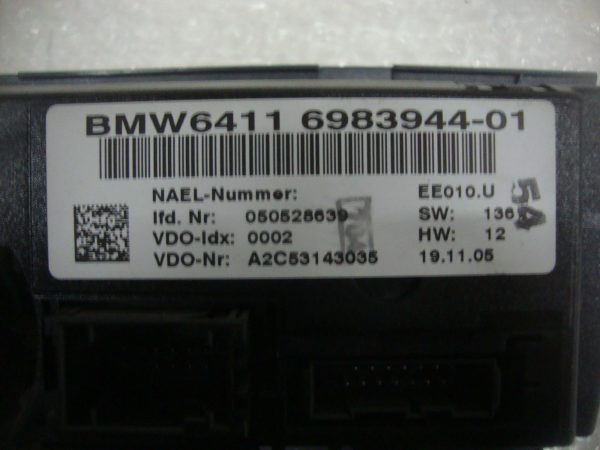 BMW6411 6983944-01
NAEL-Nummer: EE010.U
lfd. Nr: 050528639 SW: 136
VDO-Idx: 0002 HW: 12
VDO-Nr: A2C53143035 19.11.05
54